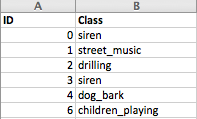 A B
ID Class
0 siren
1 street_music
2 drilling
3 siren
4 dog_bark
6 children_playing